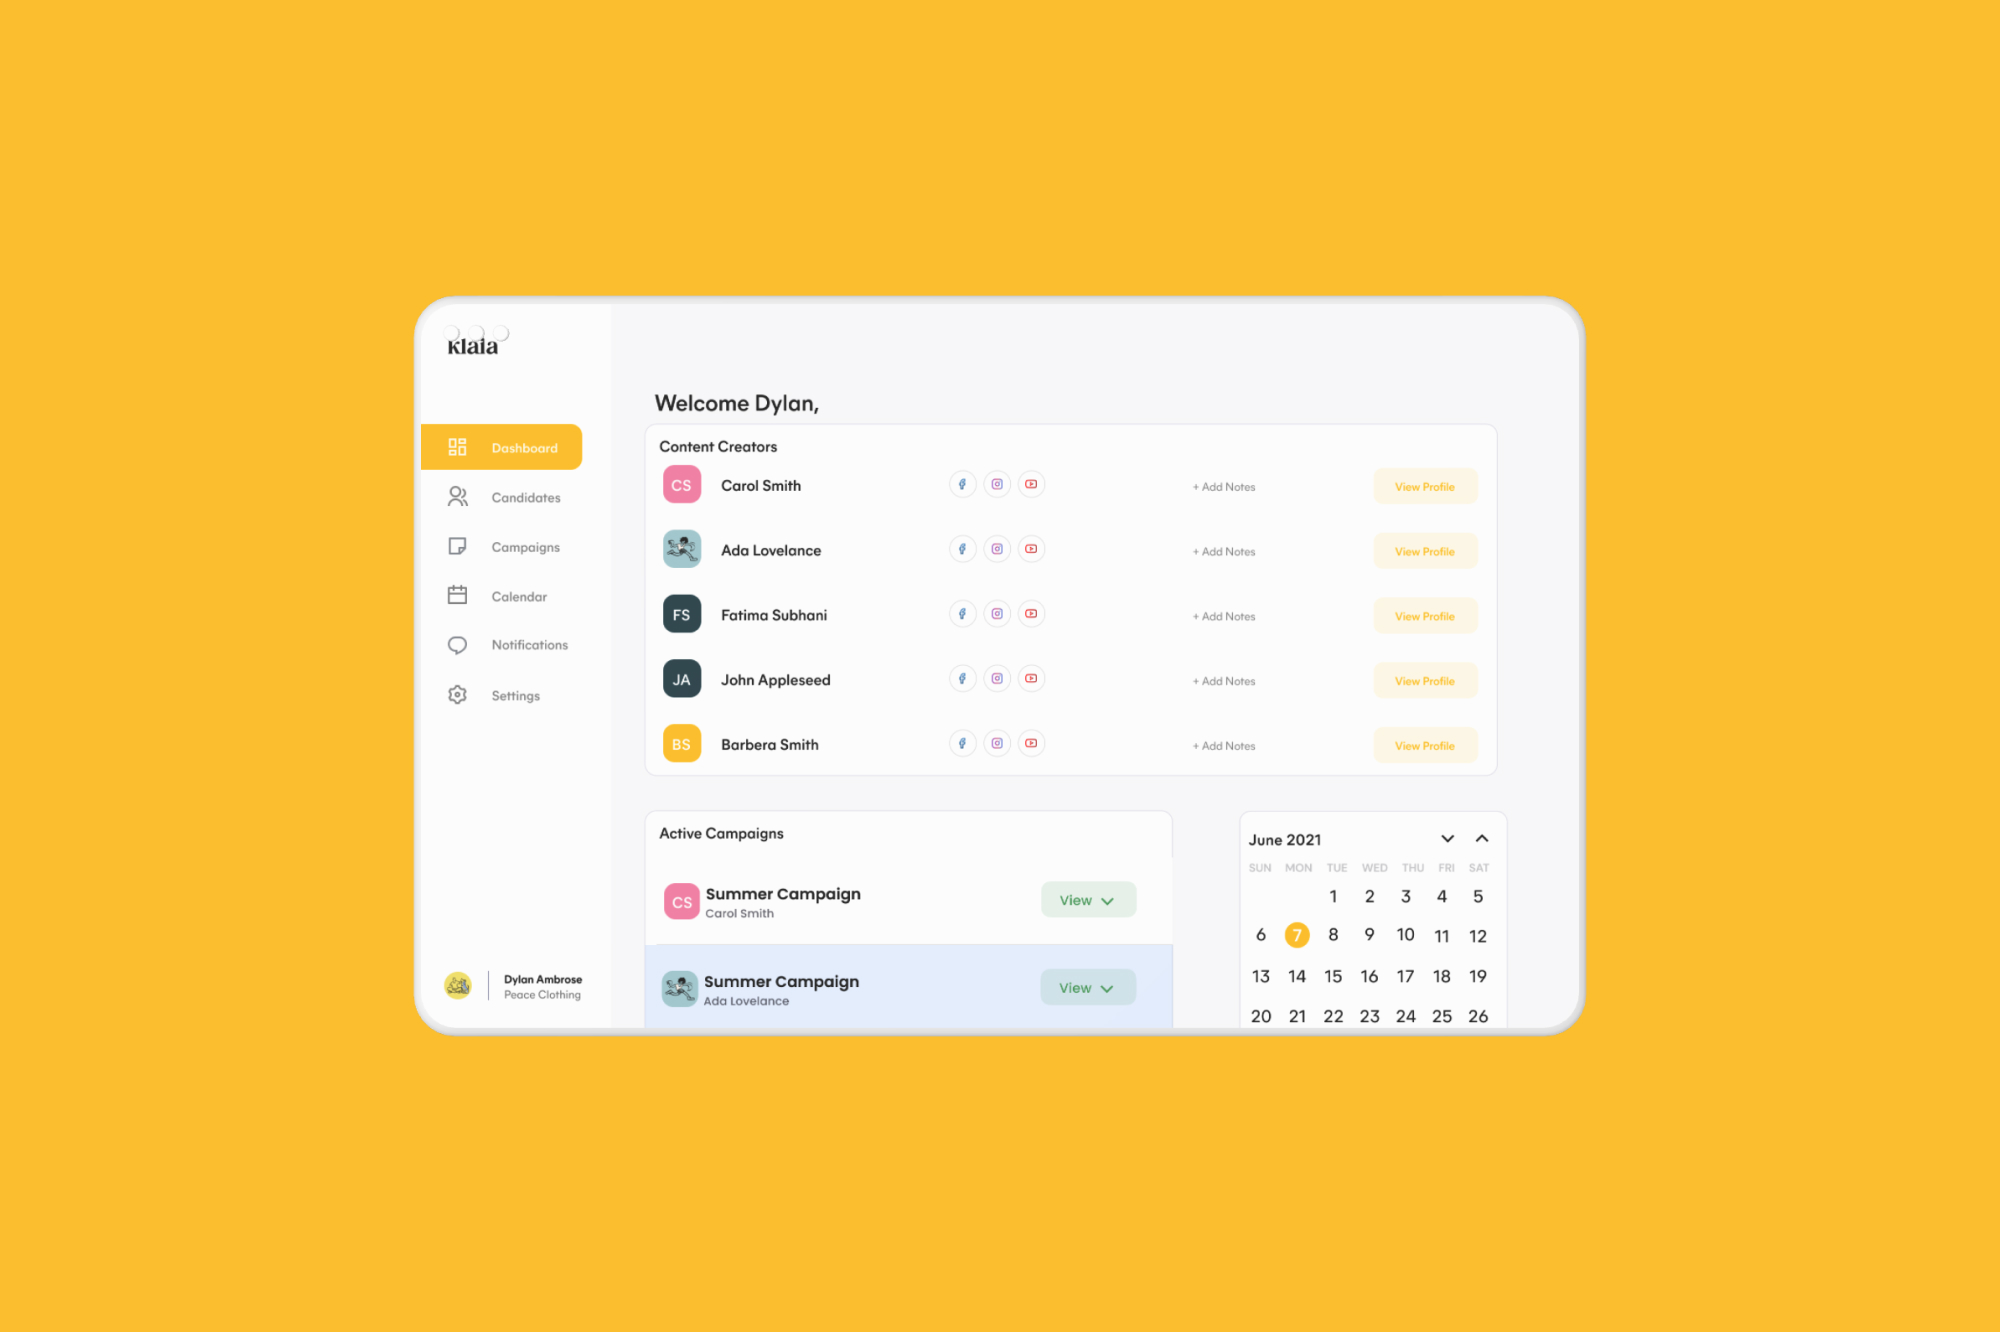 klala
Dashboard
Candidates
Campaigns
Calendar
Notifications
Settings
Dylan Ambrose
Peace Clothing
Welcome Dylan,
Content Creators
CS Carol Smith + Add Notes View Profile
Ada Lovelance + Add Notes View Profile
FS Fatima Subhani + Add Notes View Profile
JA John Appleseed + Add Notes View Profile
BS Barbera Smith + Add Notes View Profile
Active Campaigns
CS Summer Campaign View
Carol Smith
Summer Campaign View
Ada Lovelance
June 2021
SUN MON TUE WED THU FRI SAT
1 2 3 4 5
6 7 8 9 10 11 12
13 14 15 16 17 18 19
20 21 22 23 24 25 26